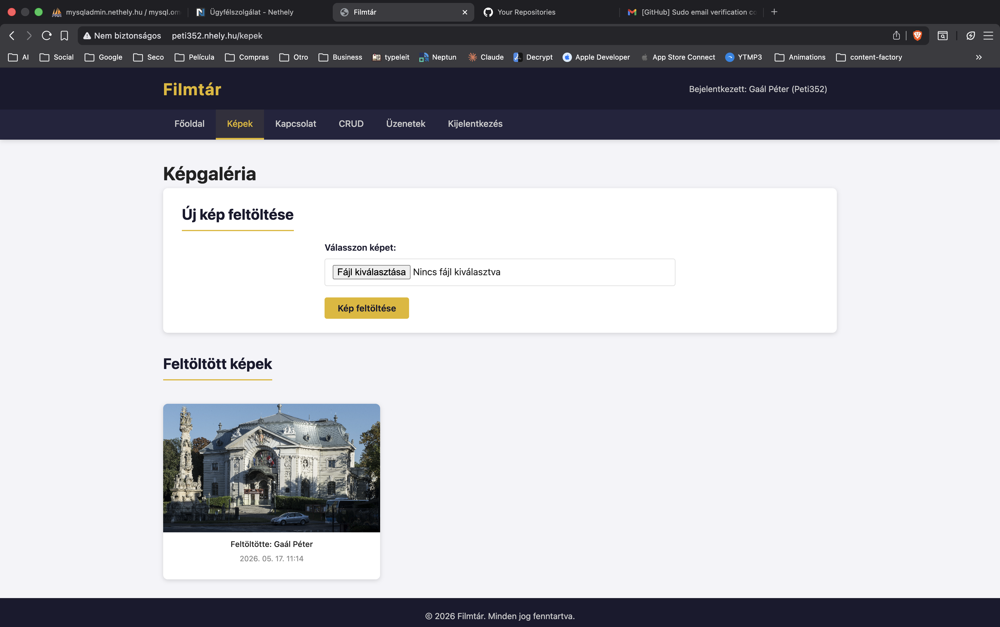 mysqladmin.nethely.hu / mysql.om
Ügyfélszolgálat - Nethely
Filmtár
Your Repositories
[GitHub] Sudo email verification co
Nem biztonságos peti352.nhely.hu/kepek
AI Social Google Seco Película Compras Otro Business typeleit Neptun Claude Decrypt Apple Developer App Store Connect YTMP3 Animations content-factory
Filmtár
Bejelentkezett: Gaál Péter (Peti352)
Főoldal Képek Kapcsolat CRUD Üzenetek Kijelentkezés
Képgaléria
Új kép feltöltése
Válasszon képet:
Fájl kiválasztása Nincs fájl kiválasztva
Kép feltöltése
Feltöltött képek
Feltöltötte: Gaál Péter
2026. 05. 17. 11:14
© 2026 Filmtár. Minden jog fenntartva.